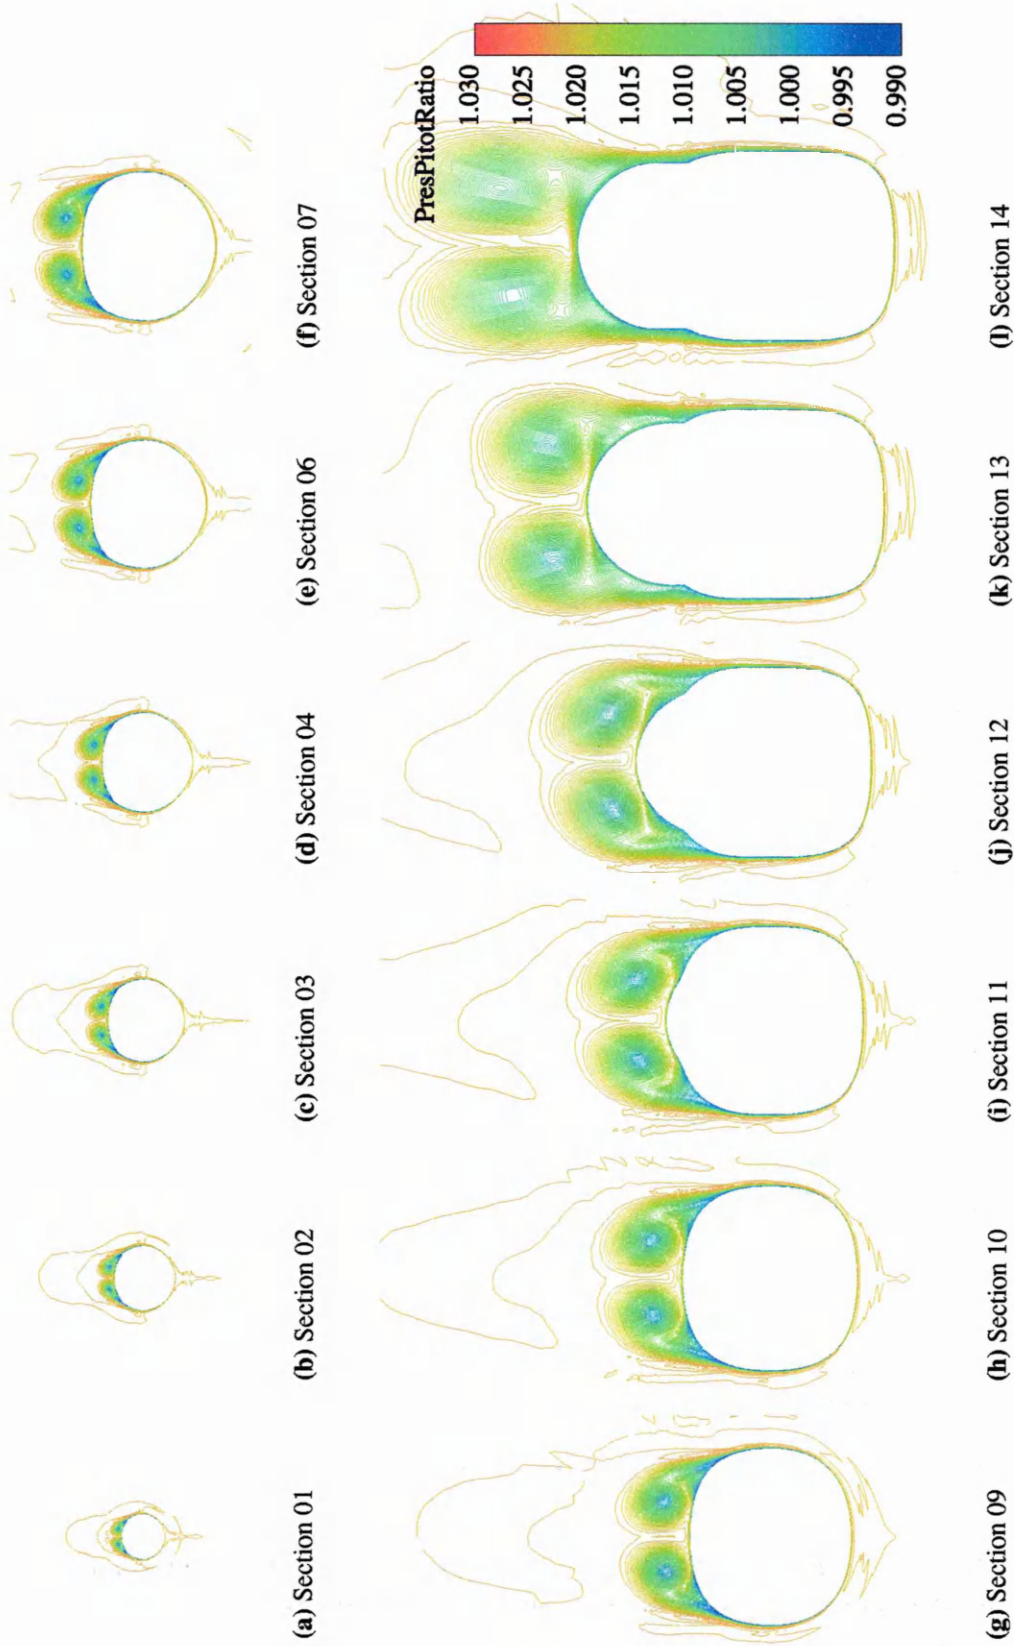 (a) Section 01
(b) Section 02
(c) Section 03
(d) Section 04
(e) Section 06
(f) Section 07
PresPitotRatio
1.030
1.025
1.020
1.015
1.010
1.005
1.000
0.995
0.990
(g) Section 09
(h) Section 10
(i) Section 11
(j) Section 12
(k) Section 13
(l) Section 14